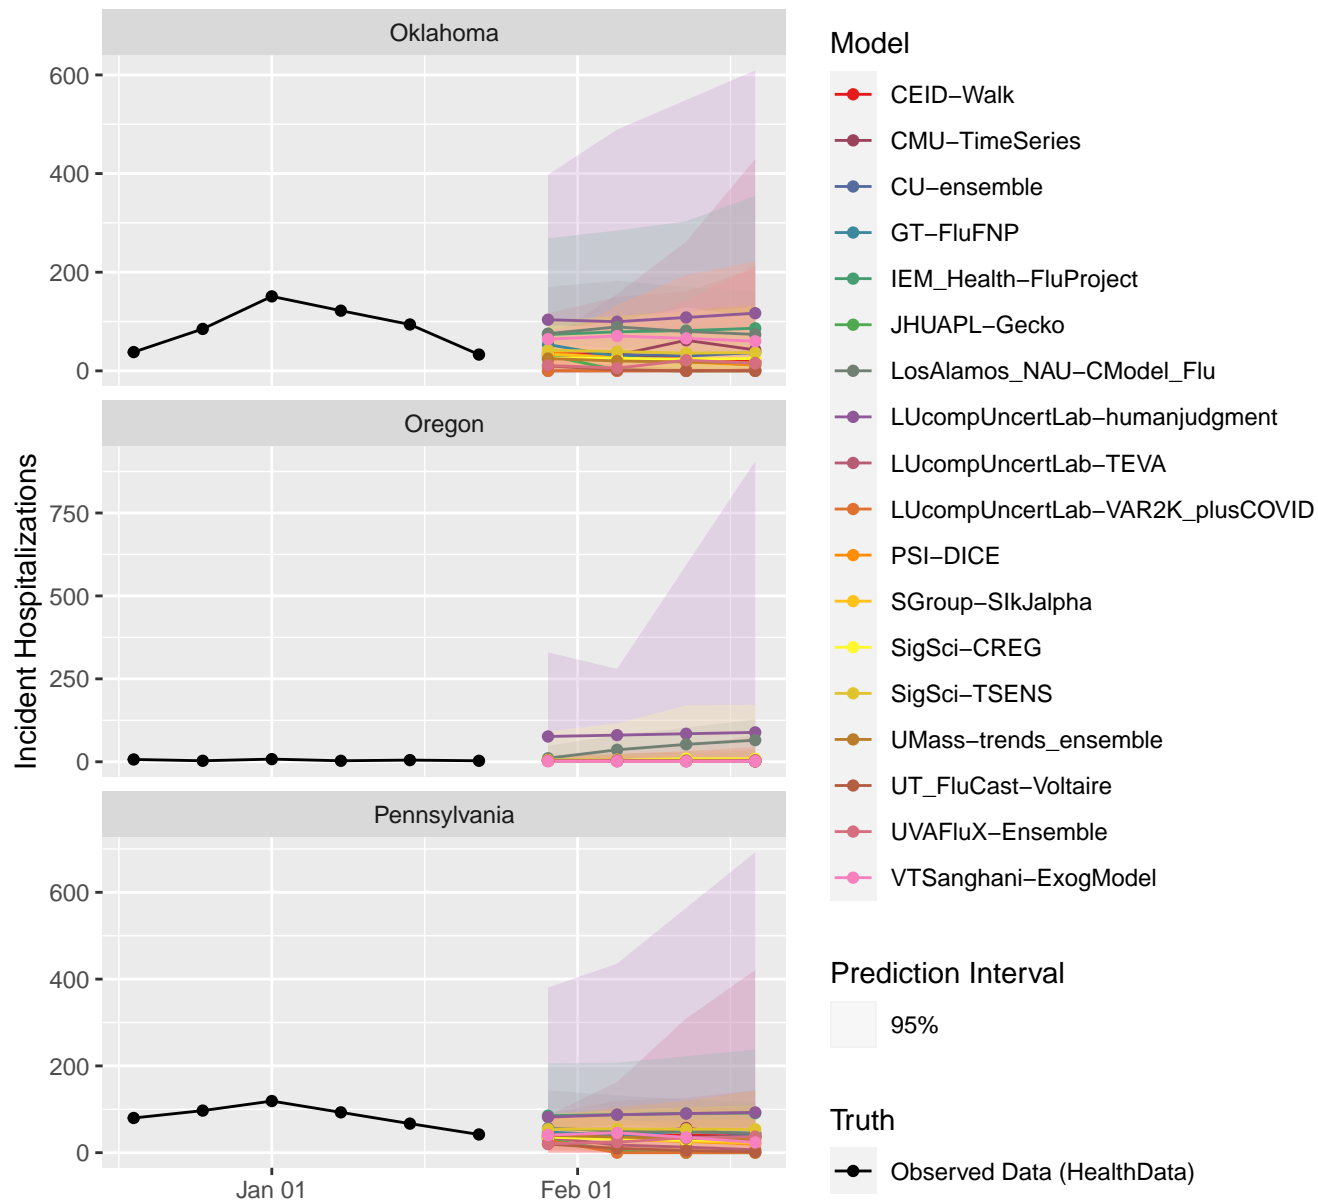 Oklahoma
600
400
200
0
Oregon
750
500
250
0
Pennsylvania
600
400
200
0
Jan 01
Feb 01
Incident Hospitalizations
Model
CEID−Walk
CMU−TimeSeries
CU−ensemble
GT−FluFNP
IEM_Health−FluProject
JHUAPL−Gecko
LosAlamos_NAU−CModel_Flu
LUcompUncertLab−humanjudgment
LUcompUncertLab−TEVA
LUcompUncertLab−VAR2K_plusCOVID
PSI−DICE
SGroup−SIkJalpha
SigSci−CREG
SigSci−TSENS
UMass−trends_ensemble
UT_FluCast−Voltaire
UVAFluX−Ensemble
VTSanghani−ExogModel
Prediction Interval
95%
Truth
Observed Data (HealthData)